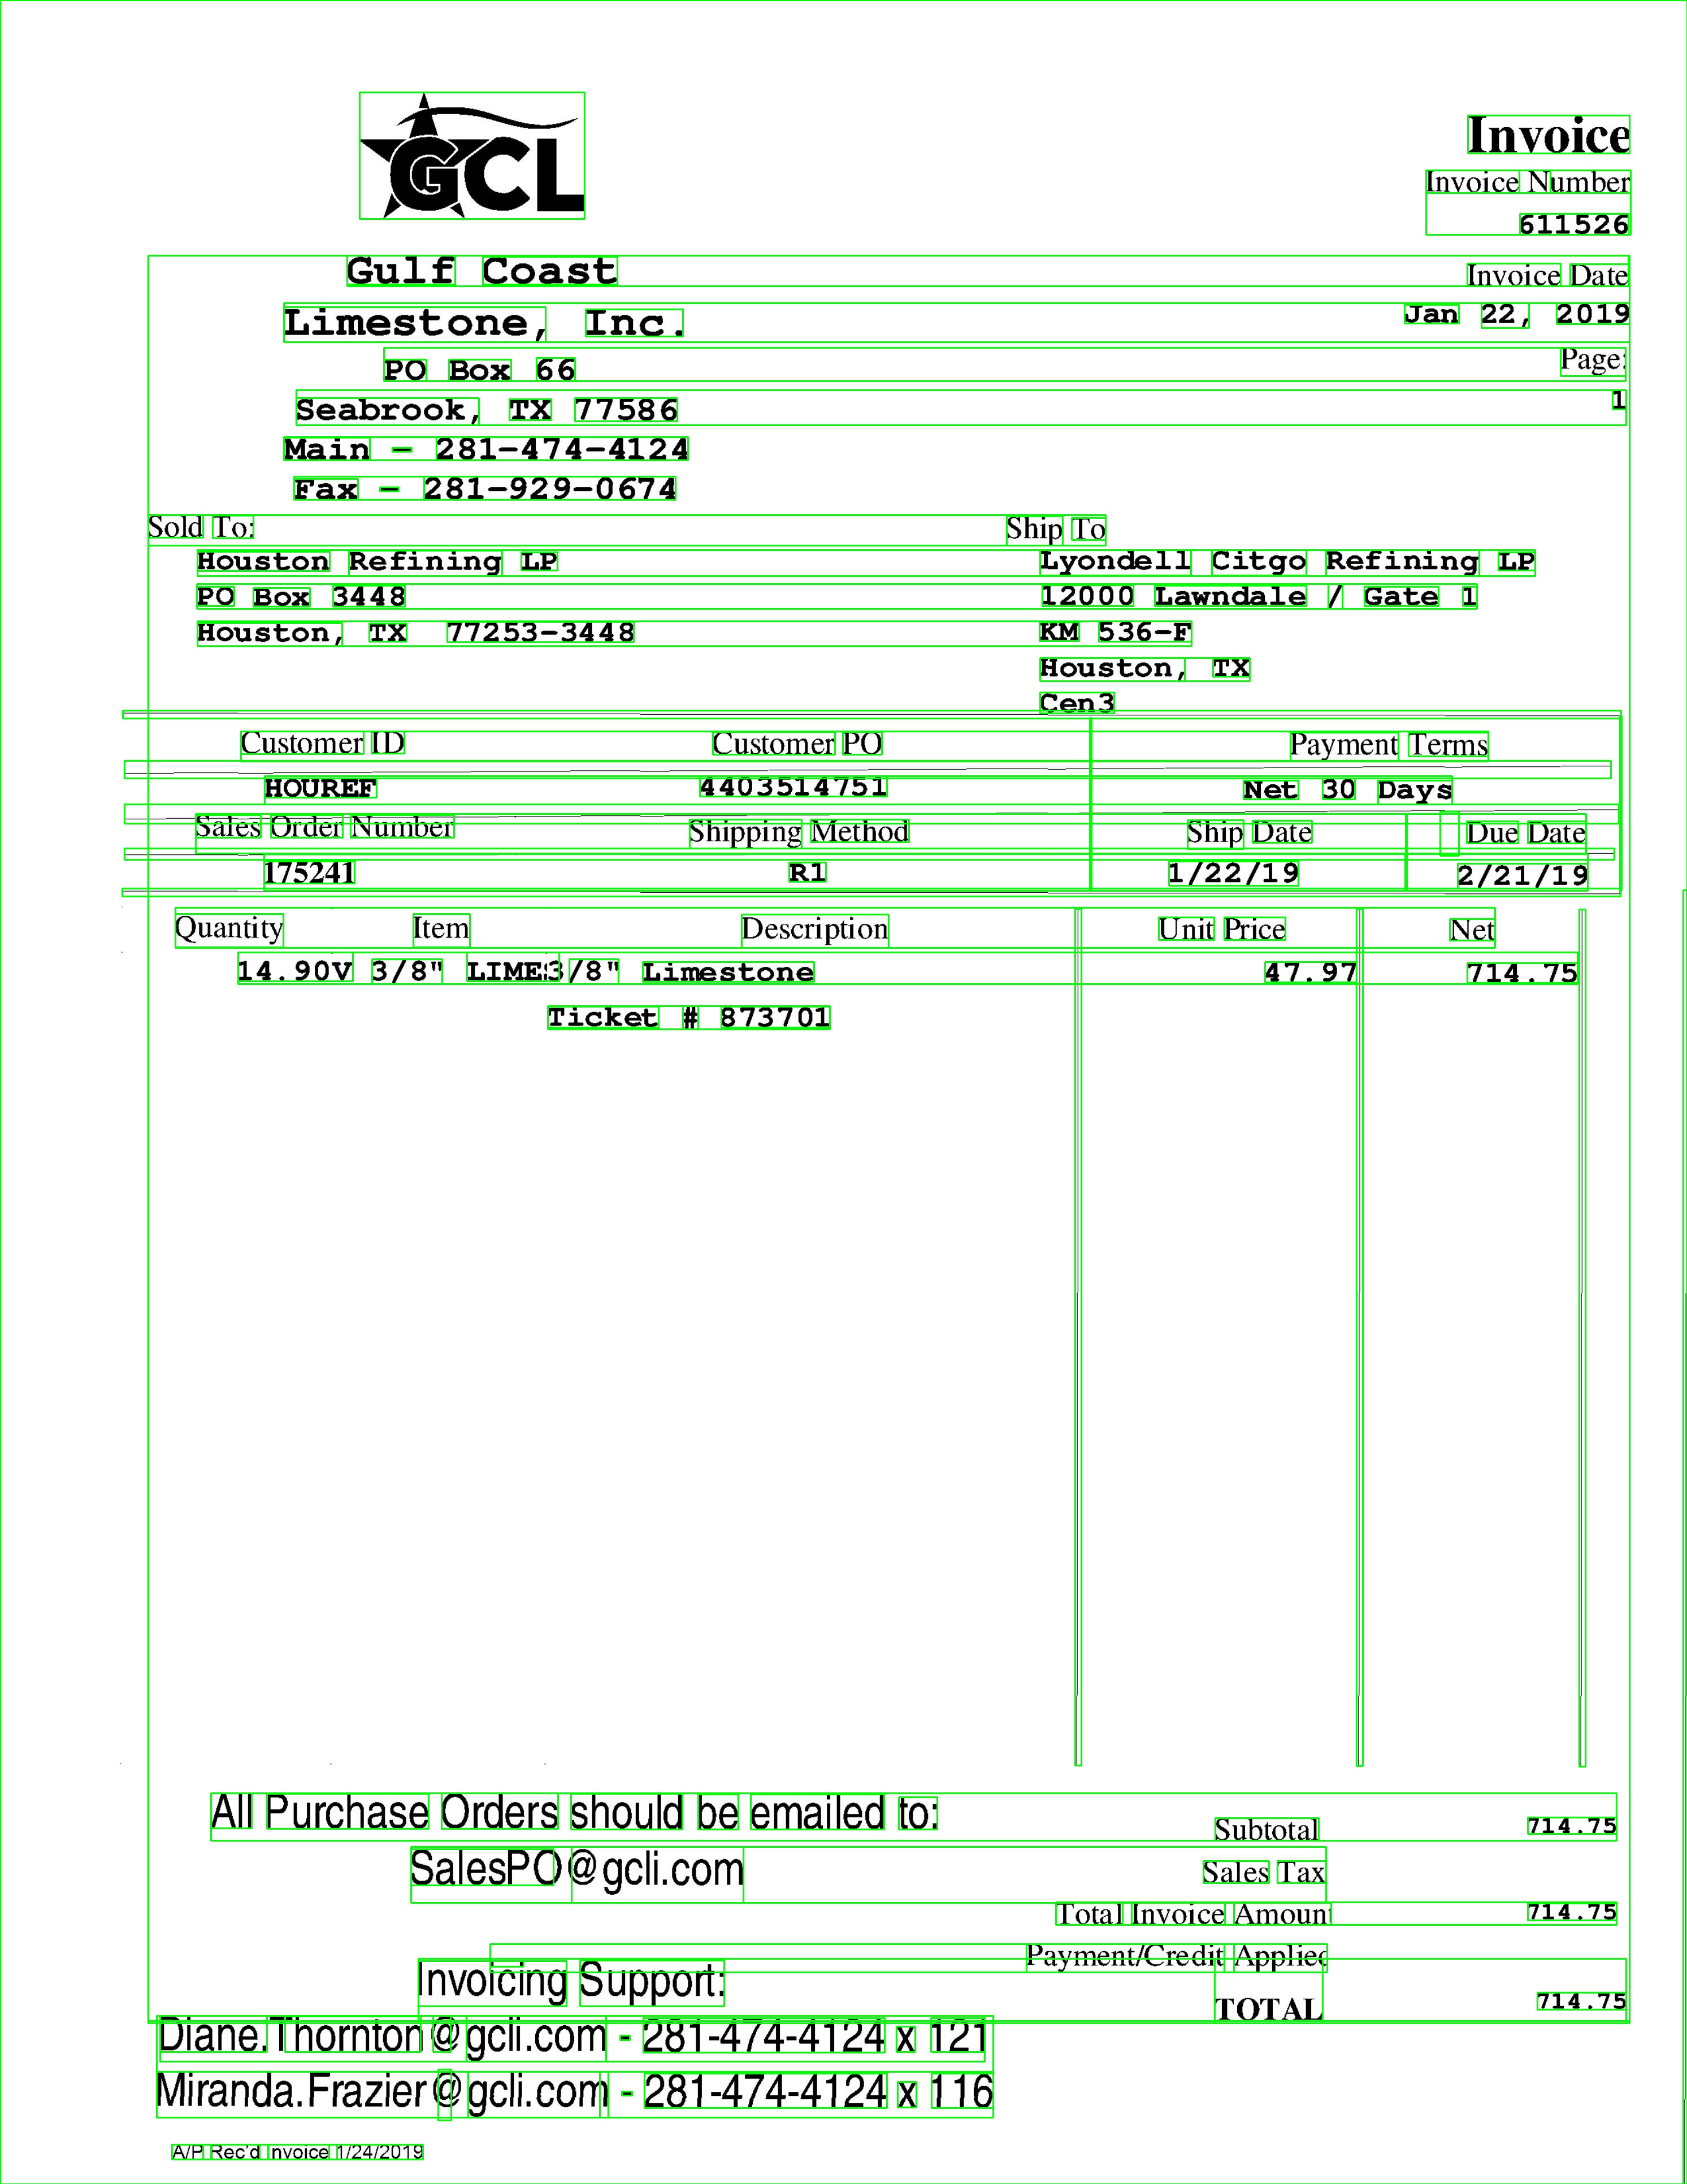 GCL
Invoice
Invoice Number
611526
Gulf Coast
Invoice Date
Limestone, Inc.
Jan 22, 2019
PO Box 66
Page:
Seabrook, TX 77586
1
Main - 281-474-4124
Fax - 281-929-0674
Sold To:
Ship To
Houston Refining LP
Lyondell Citgo Refining LP
PO Box 3448
12000 Lawndale / Gate 1
Houston, TX 77253-3448
KM 536-F
Houston, TX
Cen3
Customer ID Customer PO Payment Terms
HOUREF 4403514751 Net 30 Days
Sales Order Number Shipping Method Ship Date Due Date
175241 R1 1/22/19 2/21/19
Quantity Item Description Unit Price Net
14.90V 3/8" LIMES 3/8" Limestone 47.97 714.75
Ticket # 873701
All Purchase Orders should be emailed to:
Subtotal 714.75
SalesPO@gcli.com
Sales Tax
Total Invoice Amount 714.75
Payment/Credit Applied
Invoicing Support:
TOTAL 714.75
Diane.Thornton@gcli.com - 281-474-4124 x 121
Miranda.Frazier@gcli.com - 281-474-4124 x 116
A/P Rec'd Invoice 1/24/2019